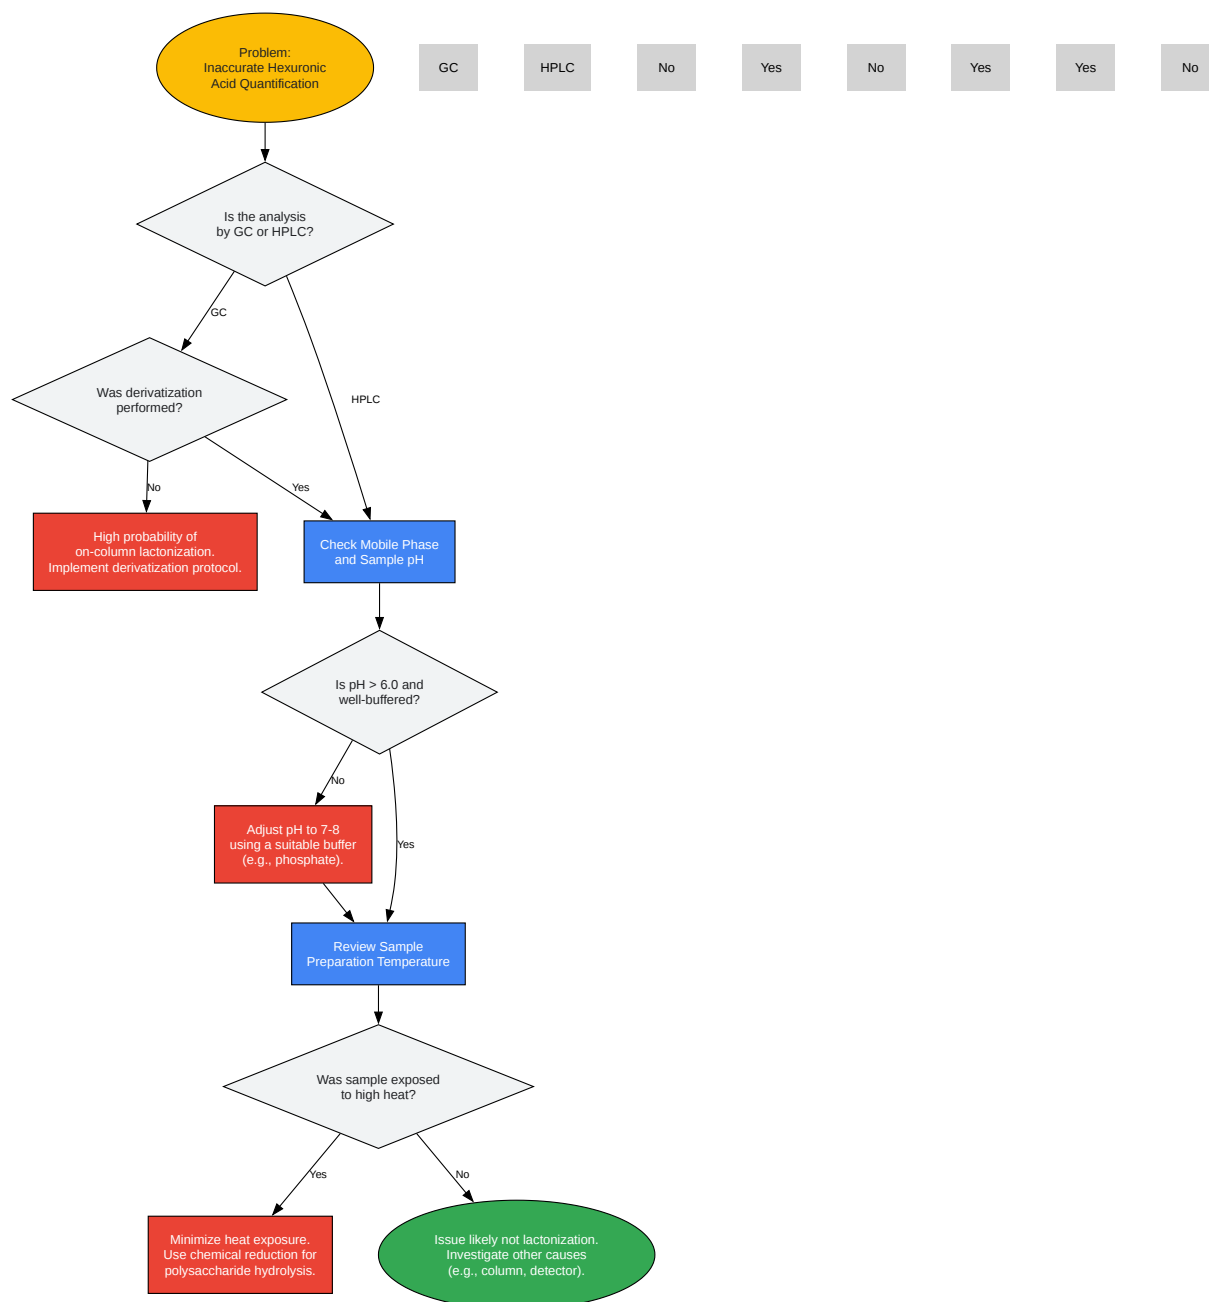 Problem:
Inaccurate Hexuronic
Acid Quantification
GC
HPLC
No
Yes
No
Yes
Yes
No
Is the analysis
by GC or HPLC?
GC
HPLC
Was derivatization
performed?
No
Yes
High probability of
on-column lactonization.
Implement derivatization protocol.
Check Mobile Phase
and Sample pH
Is pH > 6.0 and
well-buffered?
No
Yes
Adjust pH to 7-8
using a suitable buffer
(e.g., phosphate).
Review Sample
Preparation Temperature
Was sample exposed
to high heat?
Yes
No
Minimize heat exposure.
Use chemical reduction for
polysaccharide hydrolysis.
Issue likely not lactonization.
Investigate other causes
(e.g., column, detector).